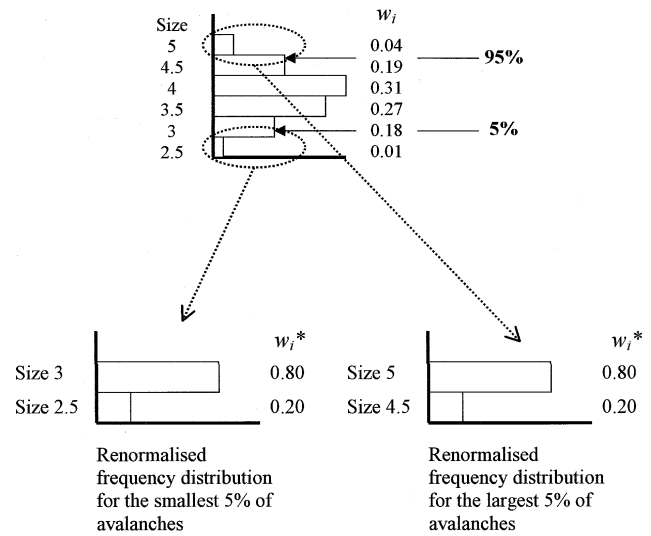 Size wᵢ
5 0.04
95%
4.5 0.19
4 0.31
3.5 0.27
3 0.18 5%
2.5 0.01
wᵢ* wᵢ*
Size 3 0.80 Size 5 0.80
Size 2.5 0.20 Size 4.5 0.20
Renormalised
frequency distribution
for the smallest 5% of
avalanches
Renormalised
frequency distribution
for the largest 5% of
avalanches